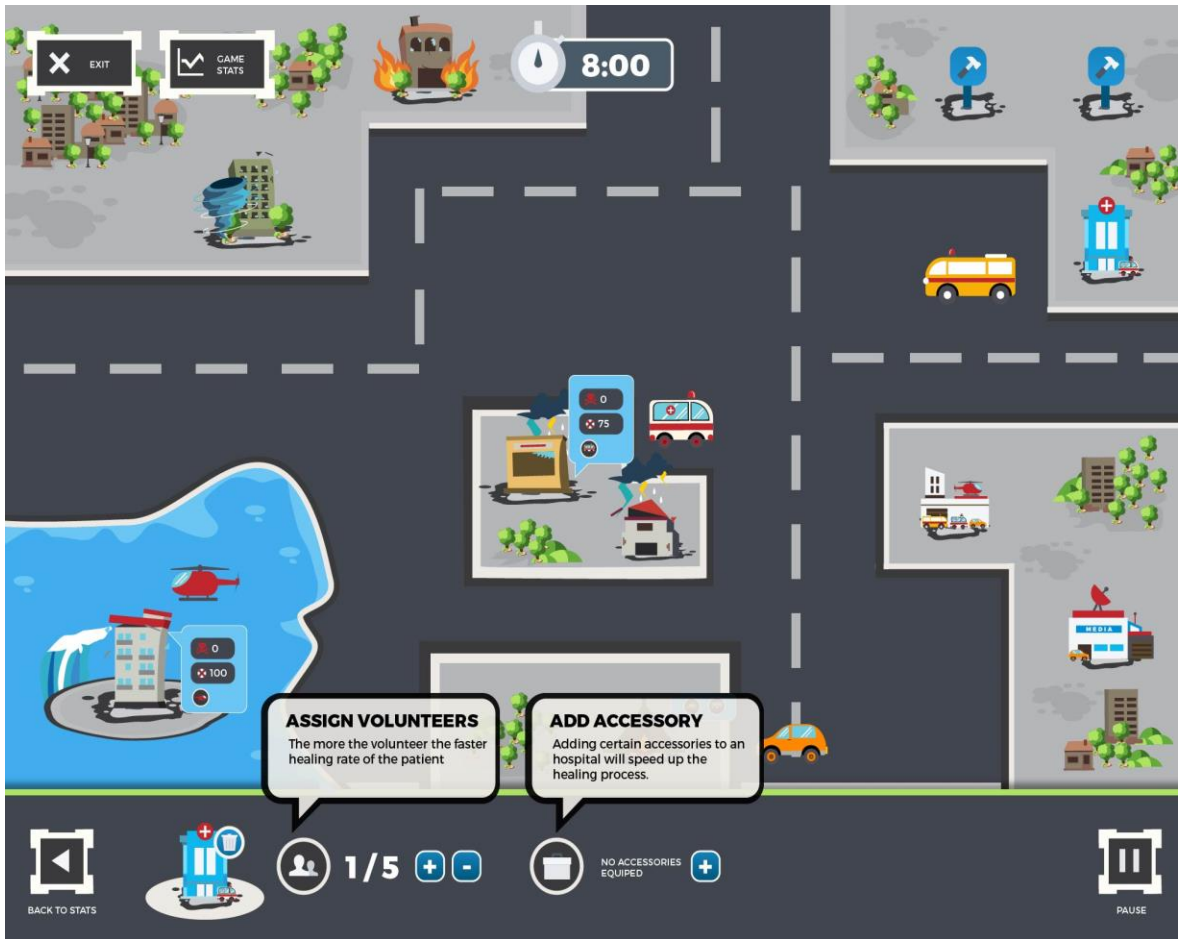 EXIT
GAME
STATS
8:00
0
75
0
100
MEDIA
ASSIGN VOLUNTEERS
The more the volunteer the faster
healing rate of the patient
ADD ACCESSORY
Adding certain accessories to an
hospital will speed up the
healing process.
BACK TO STATS
1/5
+
-
NO ACCESSORIES
EQUIPED
+
PAUSE